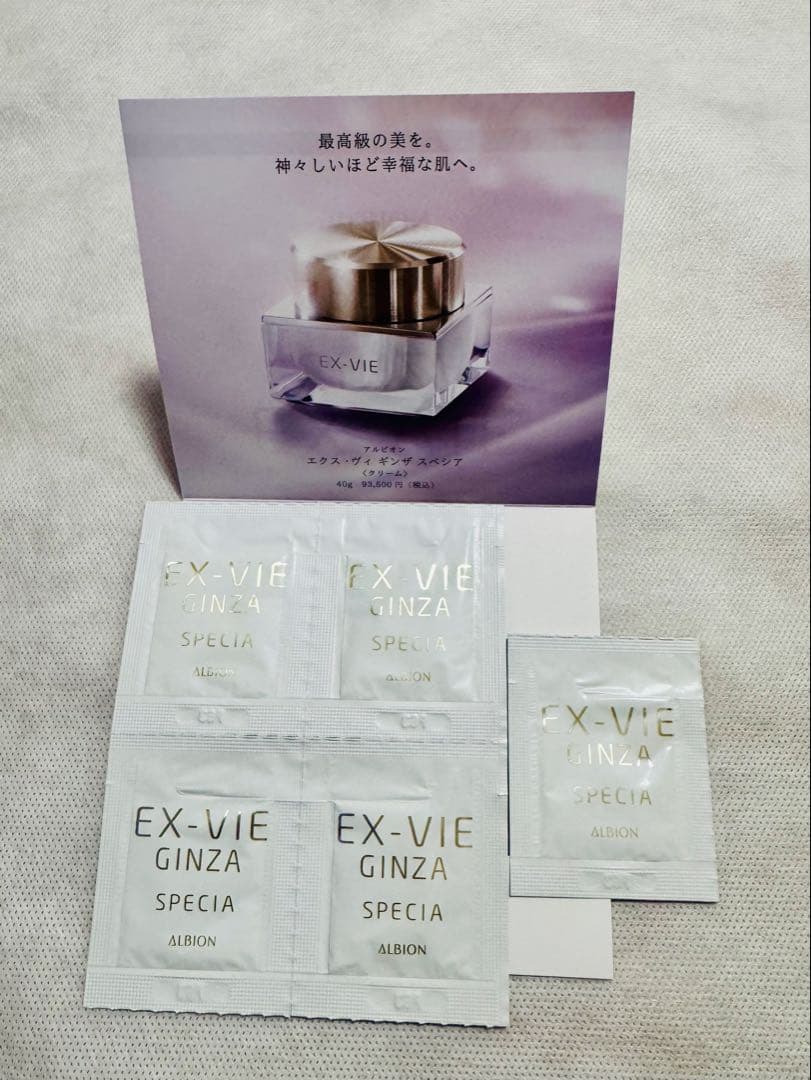 最高級の美を。
神々しいほど幸福な肌へ。
EX-VIE
アルビオン
エクス・ヴィ ギンザ スペシア
〈クリーム〉
40g 93,500円(税込)
EX-VIE
GINZA
SPECIA
ALBION
EX-VIE
GINZA
SPECIA
ALBION
EX-VIE
GINZA
SPECIA
ALBION
EX-VIE
GINZA
SPECIA
ALBION
EX-VIE
GINZA
SPECIA
ALBION